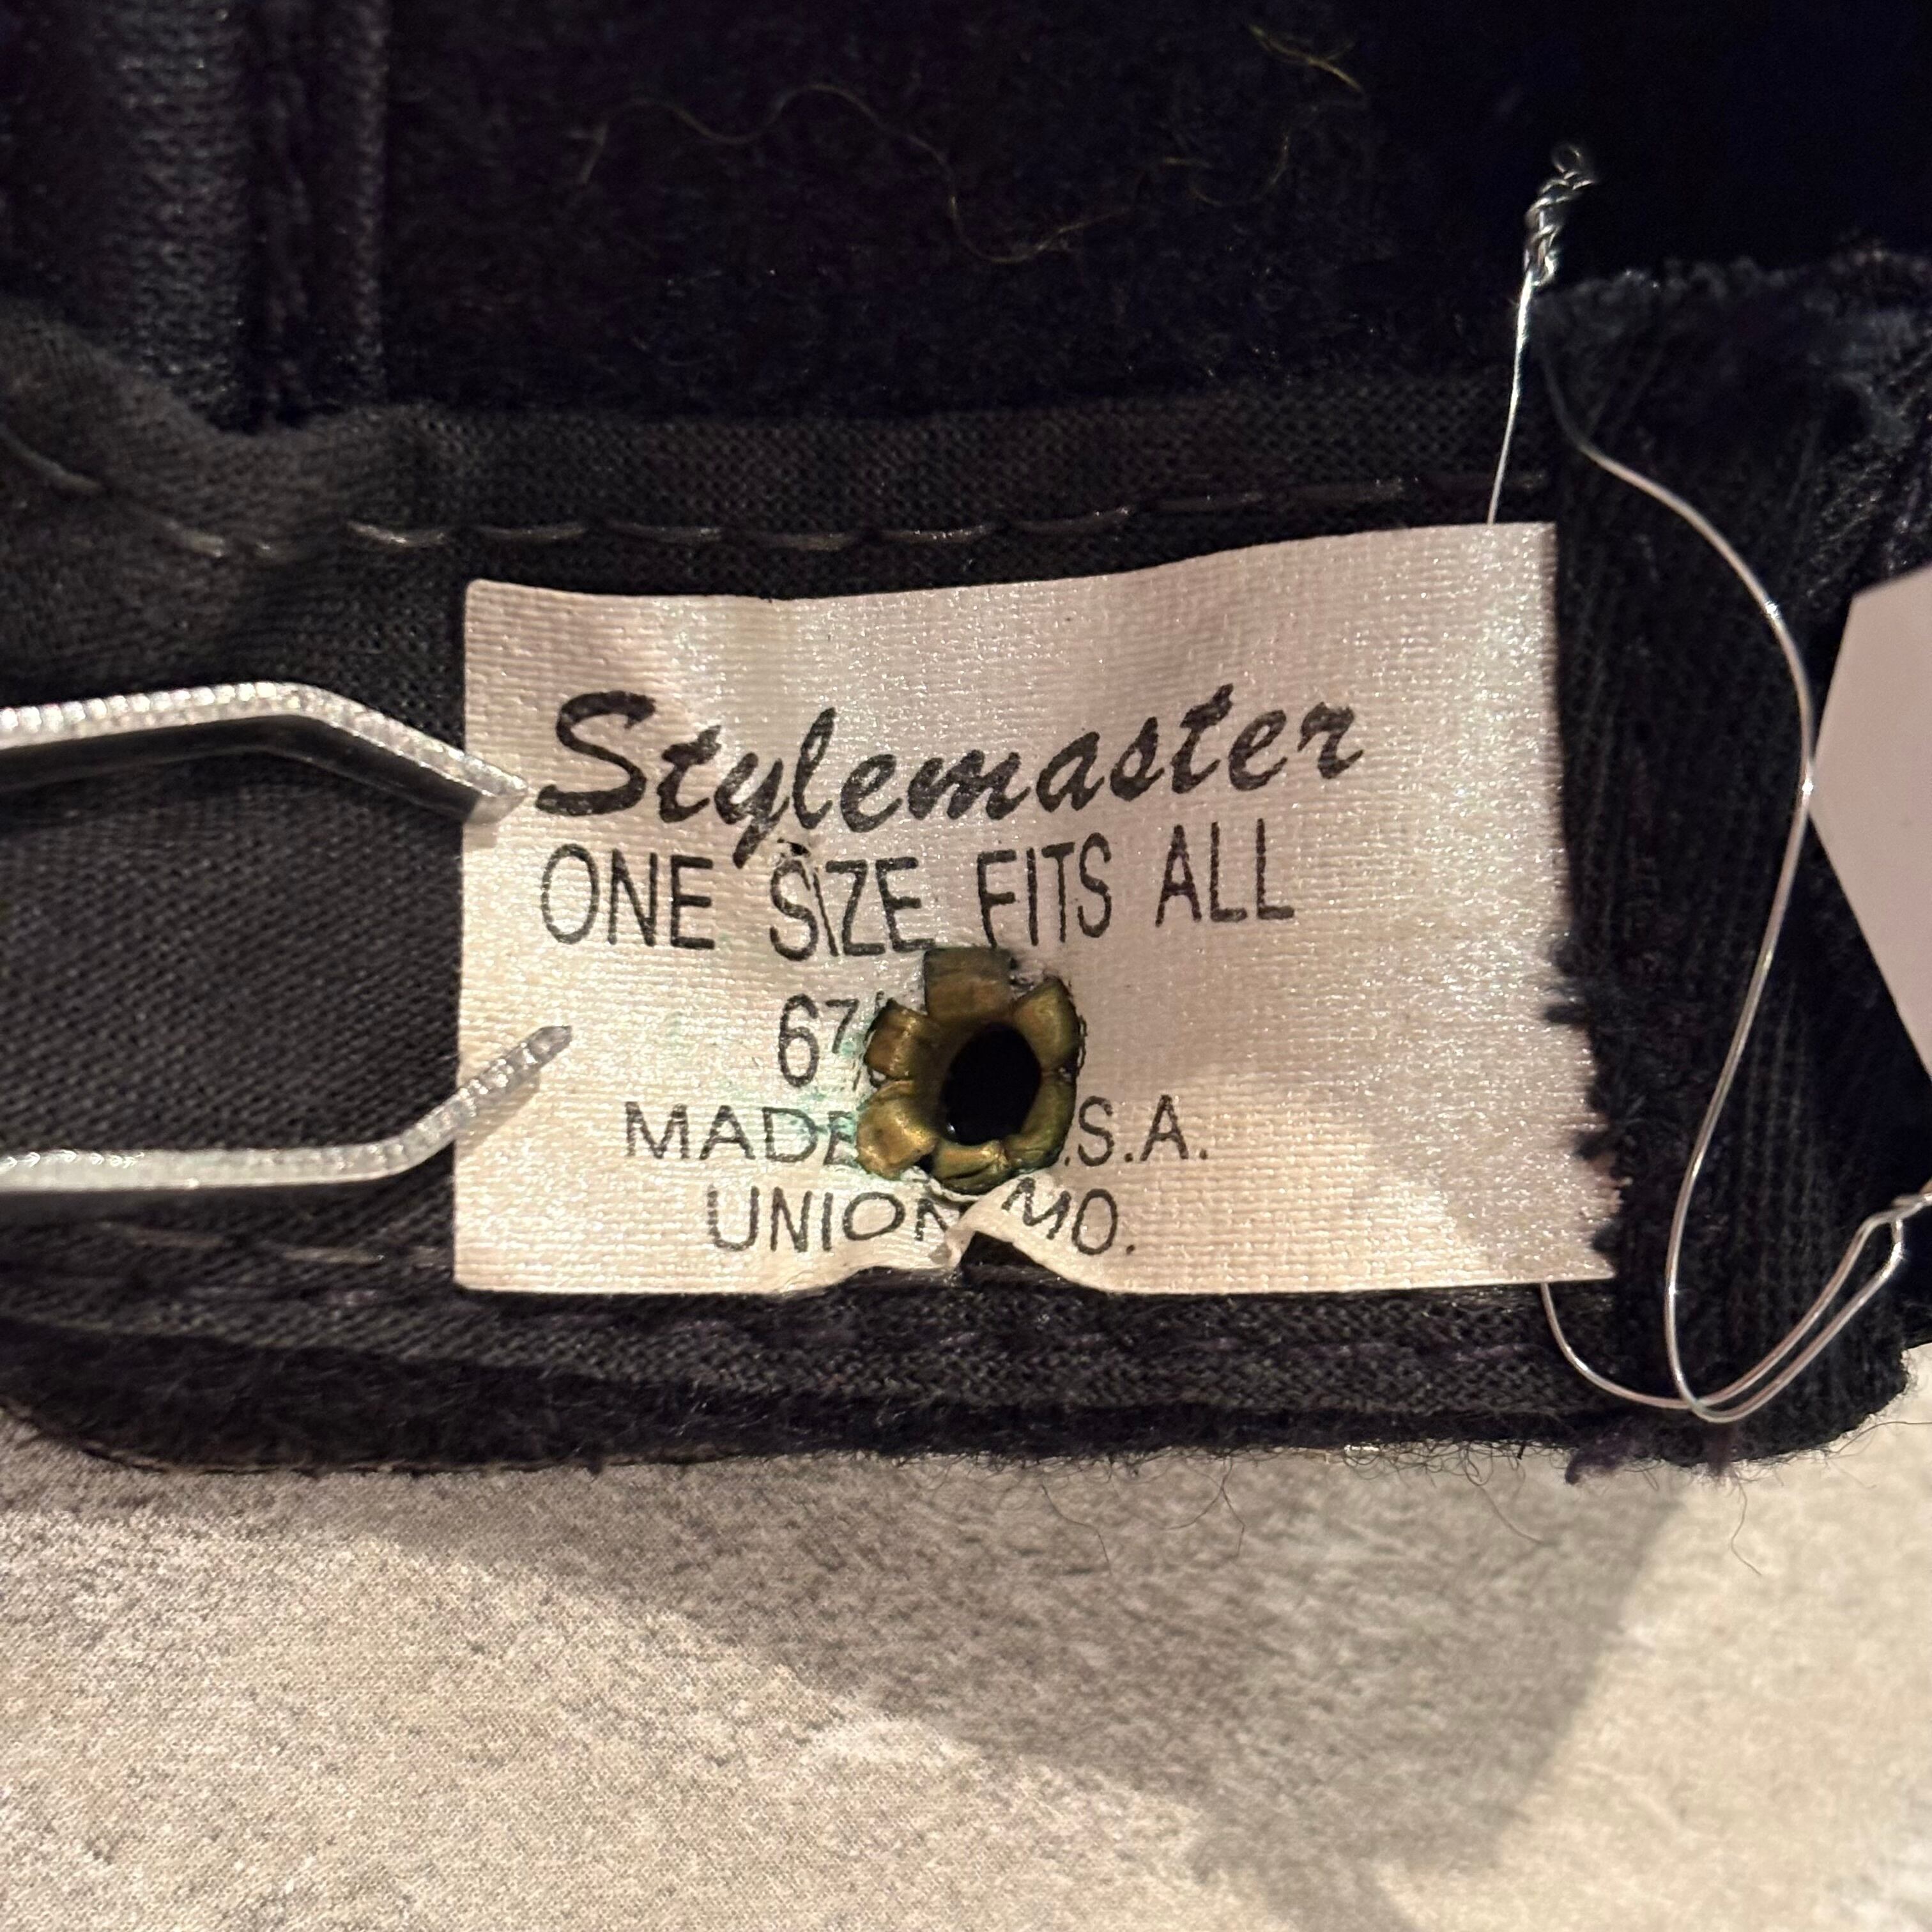 Stylemaster
ONE SIZE FITS ALL
MADE .S.A.
UNION MO.